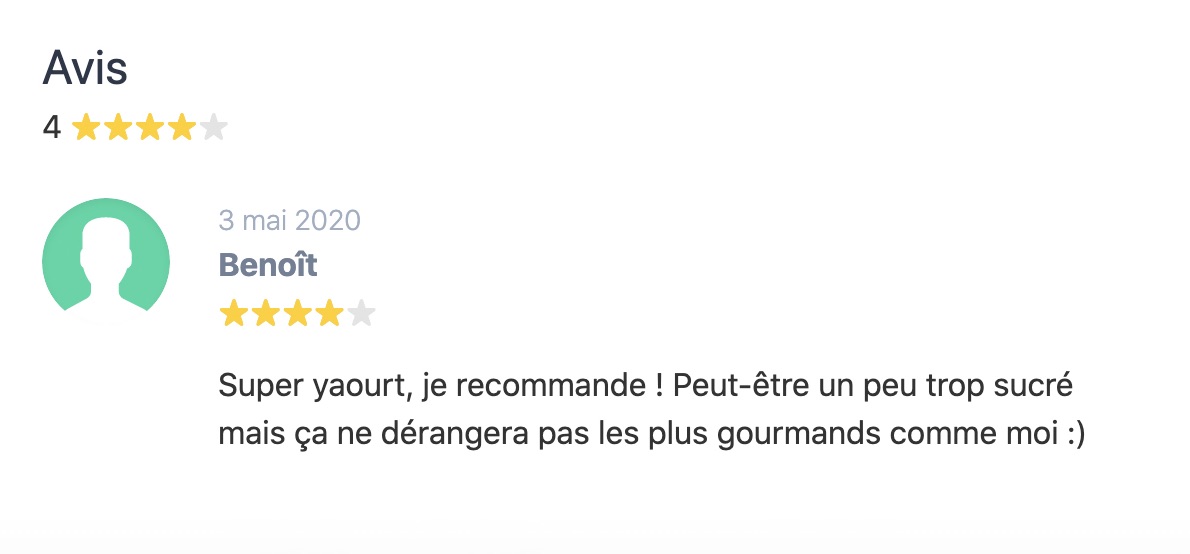 Avis
4
3 mai 2020
Benoît
Super yaourt, je recommande ! Peut-être un peu trop sucré
mais ça ne dérangera pas les plus gourmands comme moi :)